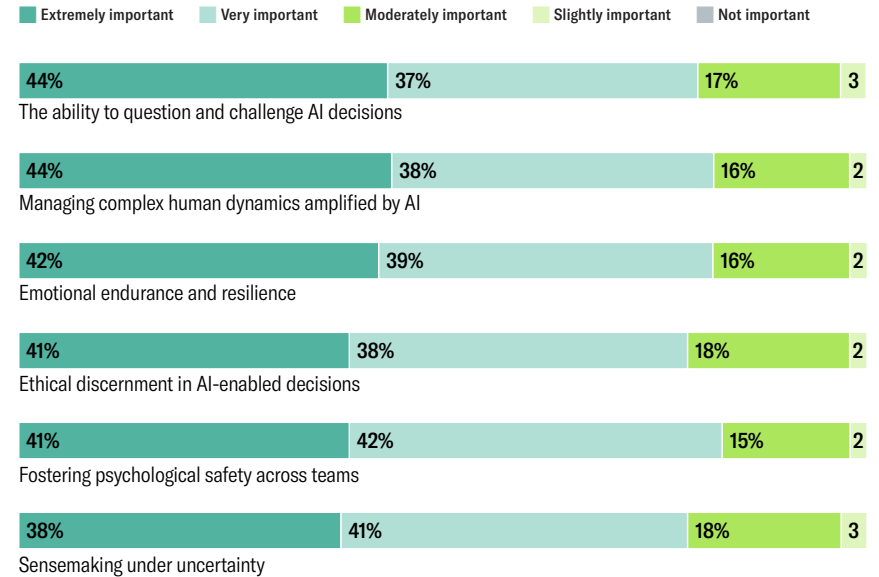 Extremely important Very important Moderately important Slightly important Not important
44% 37% 17% 3
The ability to question and challenge AI decisions
44% 38% 16% 2
Managing complex human dynamics amplified by AI
42% 39% 16% 2
Emotional endurance and resilience
41% 38% 18% 2
Ethical discernment in AI-enabled decisions
41% 42% 15% 2
Fostering psychological safety across teams
38% 41% 18% 3
Sensemaking under uncertainty